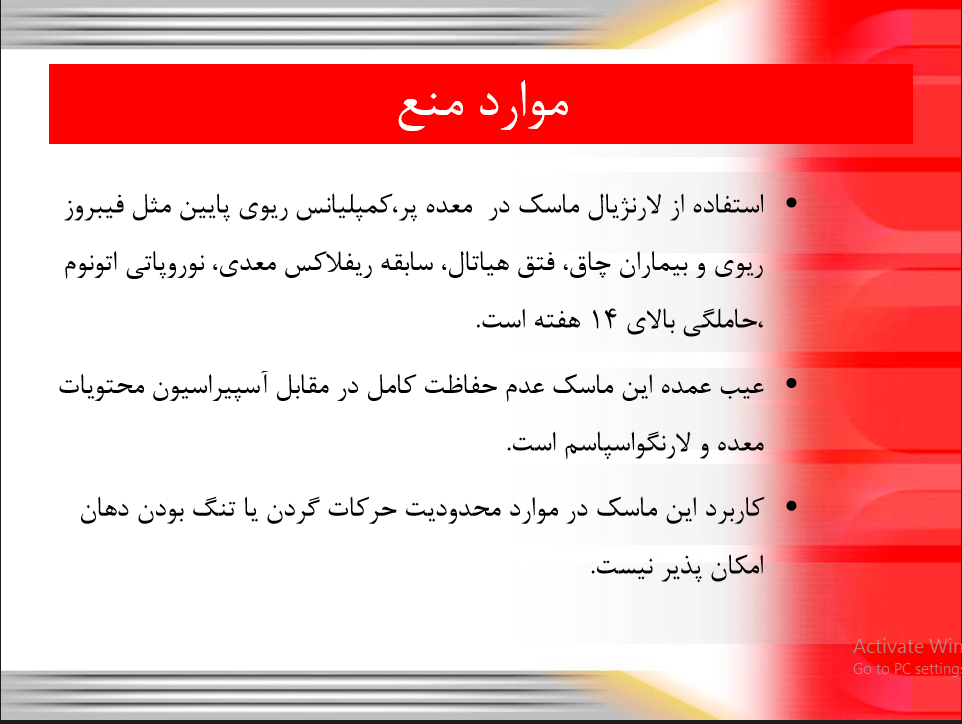 موارد منع
• استفاده از لارنژیال ماسک در معده پر،کمپلیانس ریوی پایین مثل فیبروز
ریوی و بیماران چاق، فتق هیاتال، سابقه ریفلاکس معدی، نوروپاتی اتونوم
،حاملگی بالای ۱۴ هفته است.
• عیب عمده این ماسک عدم حفاظت کامل در مقابل آسپیراسیون محتویات
معده و لارنگواسپاسم است.
• کاربرد این ماسک در موارد محدودیت حرکات گردن یا تنگ بودن دهان
امکان پذیر نیست.
Activate Win
Go to PC settings